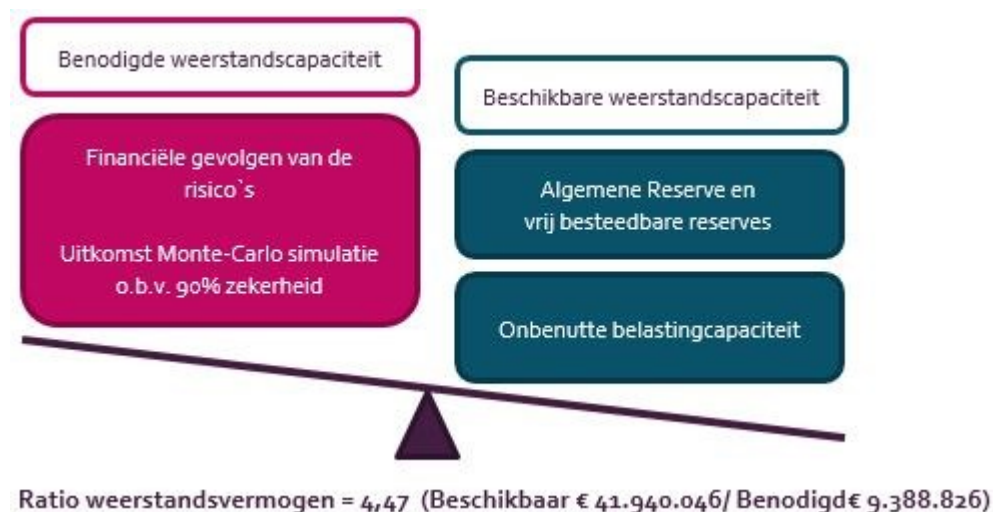 Benodigde weerstandscapaciteit
Financiële gevolgen van de
risico`s
Uitkomst Monte-Carlo simulatie
o.b.v. 90% zekerheid
Beschikbare weerstandscapaciteit
Algemene Reserve en
vrij besteedbare reserves
Onbenutte belastingcapaciteit
Ratio weerstandsvermogen = 4,47 (Beschikbaar € 41.940.046/ Benodigd€ 9.388.826)